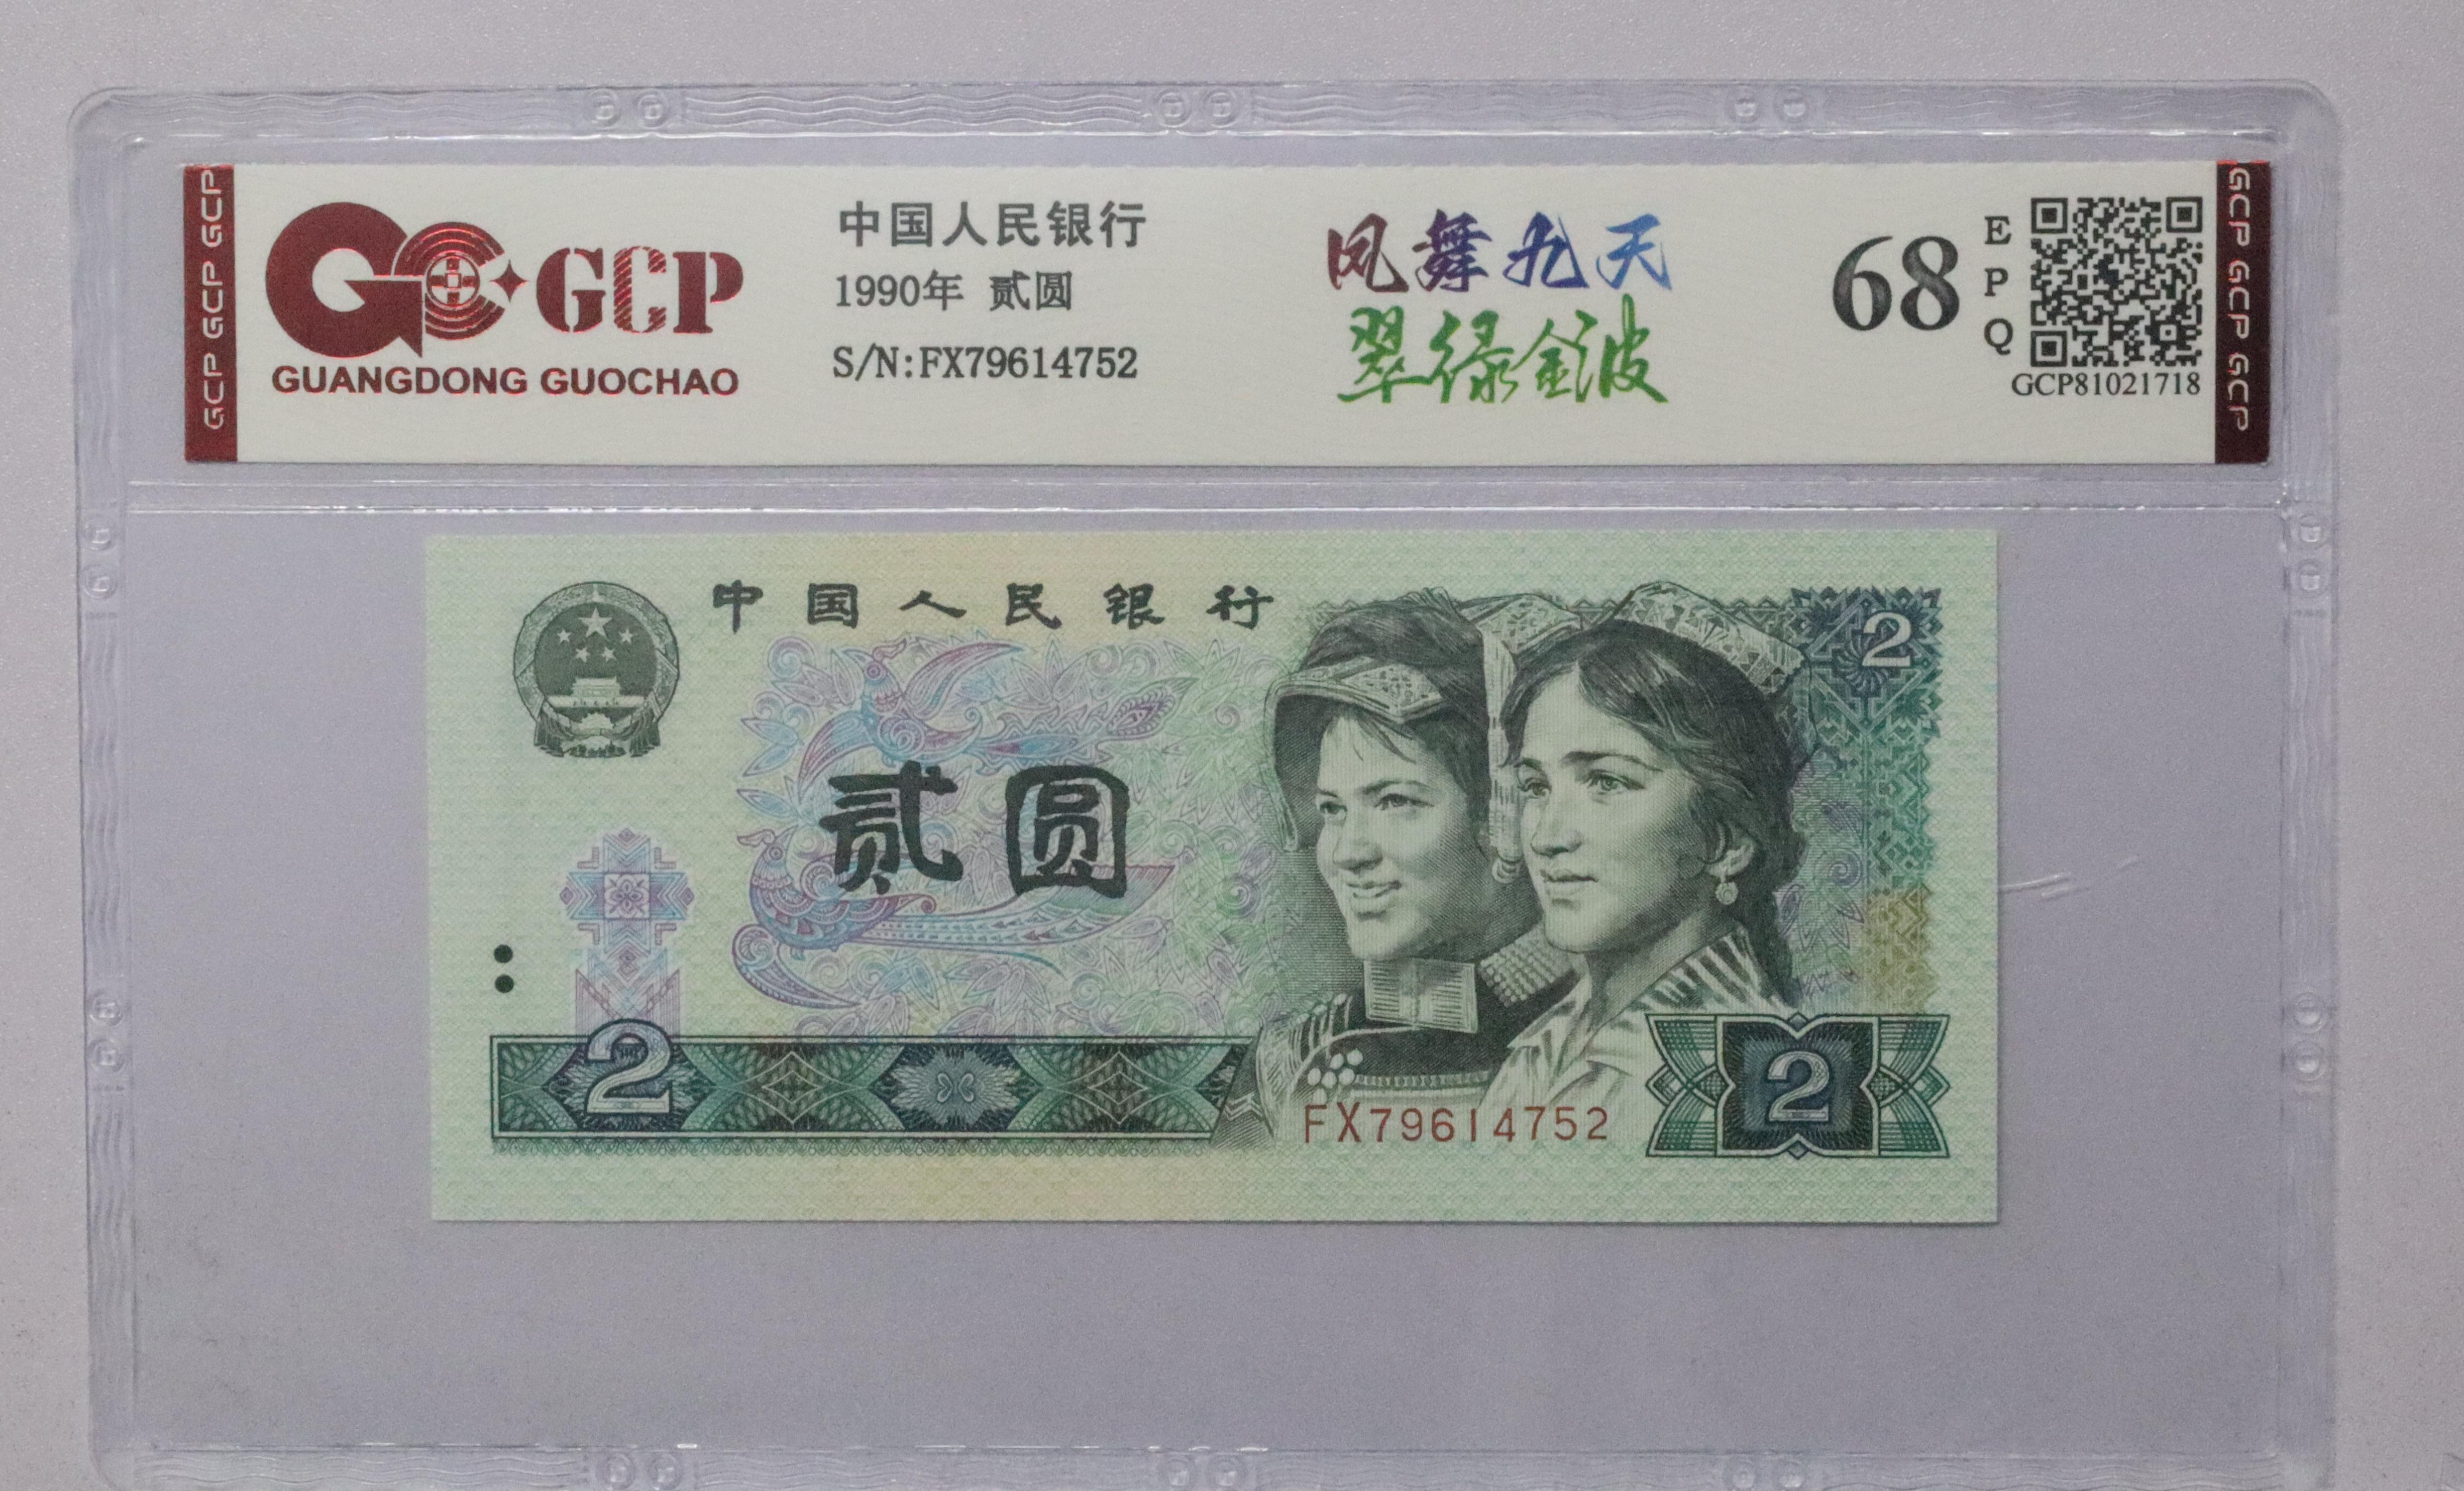 GCP GCP GCP
GCP
GUANGDONG GUOCHAO
中国人民银行
1990年 贰圆
S/N:FX79614752
凤舞九天
翠绿金波
68
EPQ
GCP81021718
GCP GCP GCP
中国人民银行
2
贰圆
2
FX79614752
2